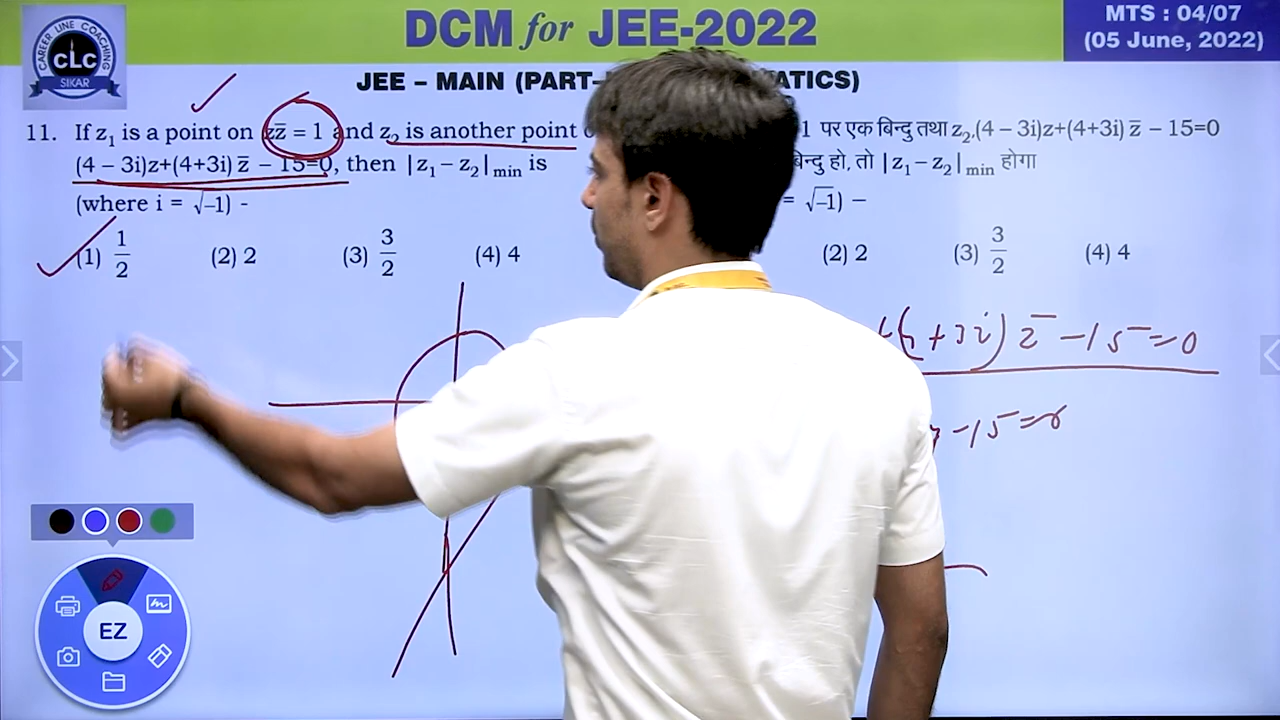 DCM for JEE-2022
MTS : 04/07
(05 June, 2022)
CAREER LINE COACHING
CLC
SIKAR
JEE – MAIN (PART- ATICS)
11. If z₁ is a point on z̄z = 1 and z₂ is another point
(4 – 3i)z+(4+3i) z̄ – 15=0, then |z₁ – z₂|min is
(where i = √–1) -
(1) 1/2 (2) 2 (3) 3/2 (4) 4
1 पर एक बिन्दु तथा z₂,(4 – 3i)z+(4+3i) z̄ – 15=0
बिन्दु हो, तो |z₁ – z₂|min होगा
= √–1) –
(2) 2 (3) 3/2 (4) 4
+3i) z̄ -15=0
-15=0
EZ